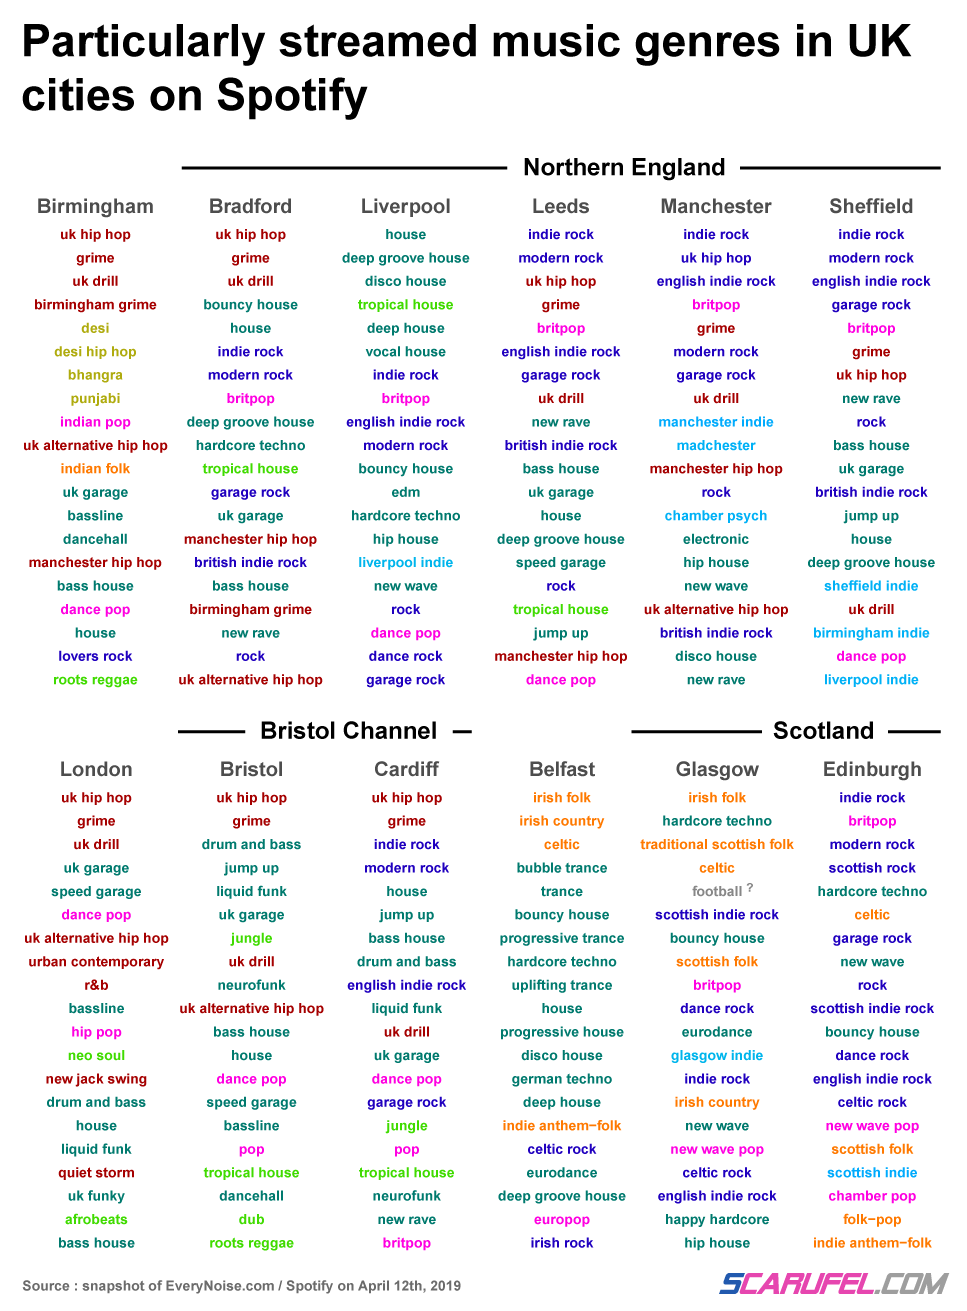 Particularly streamed music genres in UK
cities on Spotify
Northern England
Birmingham Bradford Liverpool Leeds Manchester Sheffield
uk hip hop uk hip hop house indie rock indie rock indie rock
grime grime deep groove house modern rock uk hip hop modern rock
uk drill uk drill disco house uk hip hop english indie rock english indie rock
birmingham grime bouncy house tropical house grime britpop garage rock
desi house deep house britpop grime britpop
desi hip hop indie rock vocal house english indie rock modern rock grime
bhangra modern rock indie rock garage rock garage rock uk hip hop
punjabi britpop britpop uk drill uk drill new rave
indian pop deep groove house english indie rock new rave manchester indie rock
uk alternative hip hop hardcore techno modern rock british indie rock madchester bass house
indian folk tropical house bouncy house bass house manchester hip hop uk garage
uk garage garage rock edm uk garage rock british indie rock
bassline uk garage hardcore techno house chamber psych jump up
dancehall manchester hip hop hip house deep groove house electronic house
manchester hip hop british indie rock liverpool indie speed garage hip house deep groove house
bass house bass house new wave rock new wave sheffield indie
dance pop birmingham grime rock tropical house uk alternative hip hop uk drill
house new rave dance pop jump up british indie rock birmingham indie
lovers rock rock dance rock manchester hip hop disco house dance pop
roots reggae uk alternative hip hop garage rock dance pop new rave liverpool indie
Bristol Channel Scotland
London Bristol Cardiff Belfast Glasgow Edinburgh
uk hip hop uk hip hop uk hip hop irish folk irish folk indie rock
grime grime grime irish country hardcore techno britpop
uk drill drum and bass indie rock celtic traditional scottish folk modern rock
uk garage jump up modern rock bubble trance celtic scottish rock
speed garage liquid funk house trance football ? hardcore techno
dance pop uk garage jump up bouncy house scottish indie rock celtic
uk alternative hip hop jungle bass house progressive trance bouncy house garage rock
urban contemporary uk drill drum and bass hardcore techno scottish folk new wave
r&b neurofunk english indie rock uplifting trance britpop rock
bassline uk alternative hip hop liquid funk house dance rock scottish indie rock
hip pop bass house uk drill progressive house eurodance bouncy house
neo soul house uk garage disco house glasgow indie dance rock
new jack swing dance pop dance pop german techno indie rock english indie rock
drum and bass speed garage garage rock deep house irish country celtic rock
house bassline jungle indie anthem-folk new wave new wave pop
liquid funk pop pop celtic rock new wave pop scottish folk
quiet storm tropical house tropical house eurodance celtic rock scottish indie
uk funky dancehall neurofunk deep groove house english indie rock chamber pop
afrobeats dub new rave europop happy hardcore folk-pop
bass house roots reggae britpop irish rock hip house indie anthem-folk
Source : snapshot of EveryNoise.com / Spotify on April 12th, 2019
SCARUFEL.COM